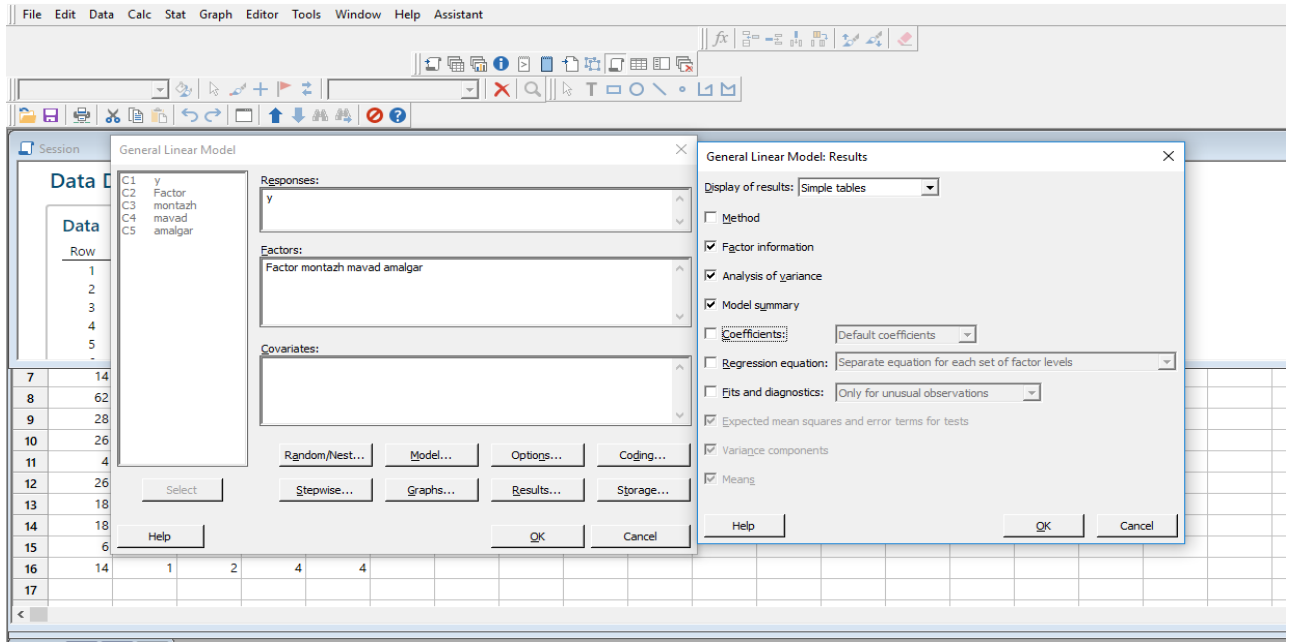 File Edit Data Calc Stat Graph Editor Tools Window Help Assistant
fx
Session
Data D
Data
Row
1
2
3
4
5
General Linear Model
C1 y
C2 Factor
C3 montazh
C4 mavad
C5 amalgar
Responses:
y
Factors:
Factor montazh mavad amalgar
Covariates:
Random/Nest... Model... Options... Coding...
Select Stepwise... Graphs... Results... Storage...
Help OK Cancel
General Linear Model: Results
Display of results: Simple tables
Method
Factor information
Analysis of variance
Model summary
Coefficients: Default coefficients
Regression equation: Separate equation for each set of factor levels
Fits and diagnostics: Only for unusual observations
Expected mean squares and error terms for tests
Variance components
Means
Help OK Cancel
7 14
8 62
9 28
10 26
11 4
12 26
13 18
14 18
15 6
16 14 1 2 4 4
17